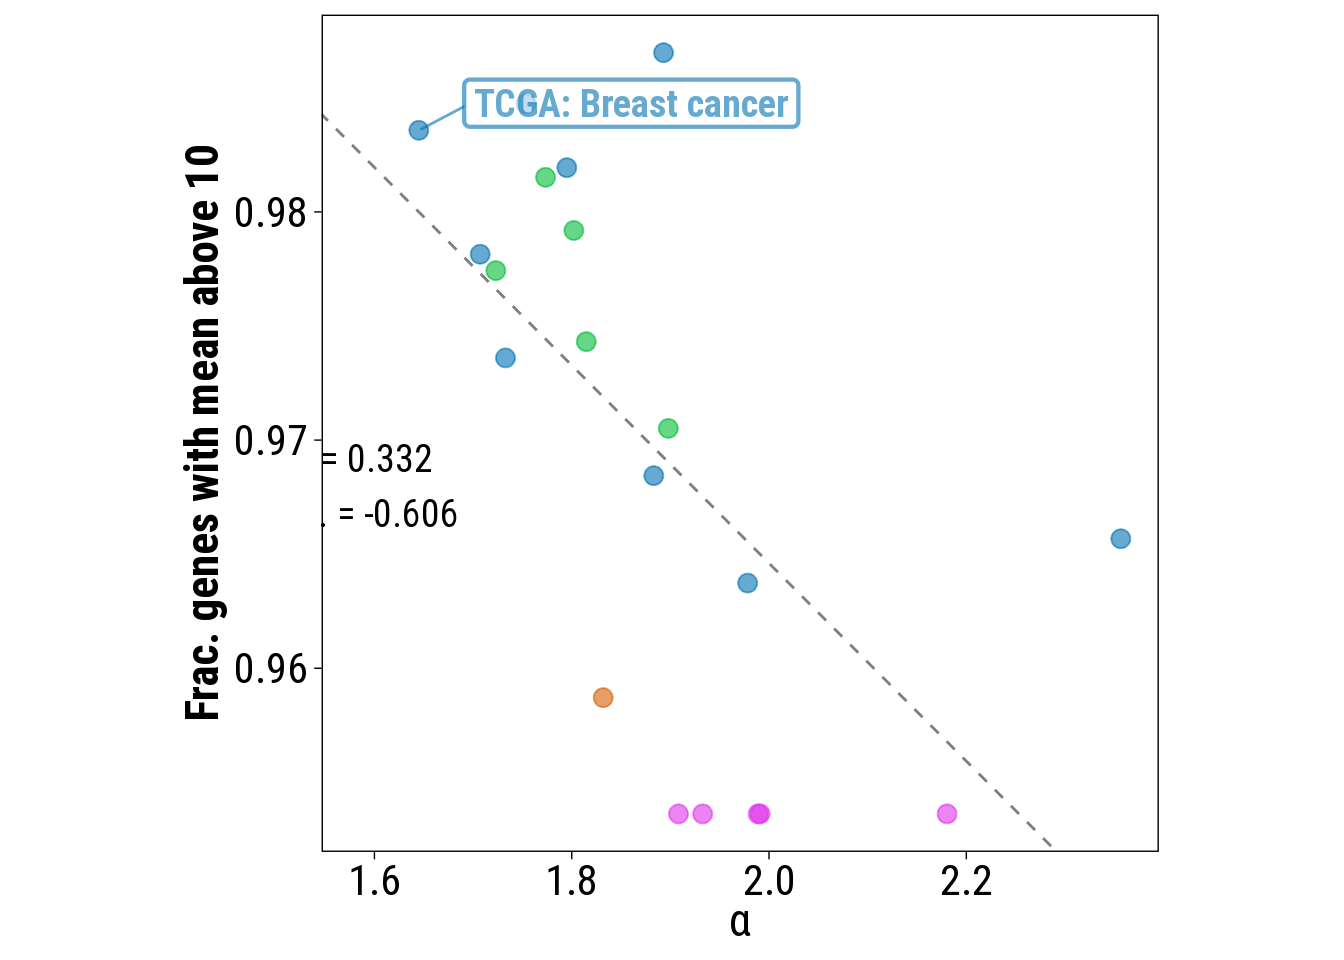 TCGA: Breast cancer
Frac. genes with mean above 10
0.98
0.97
0.96
= 0.332
. = -0.606
1.6 1.8 2.0 2.2
α